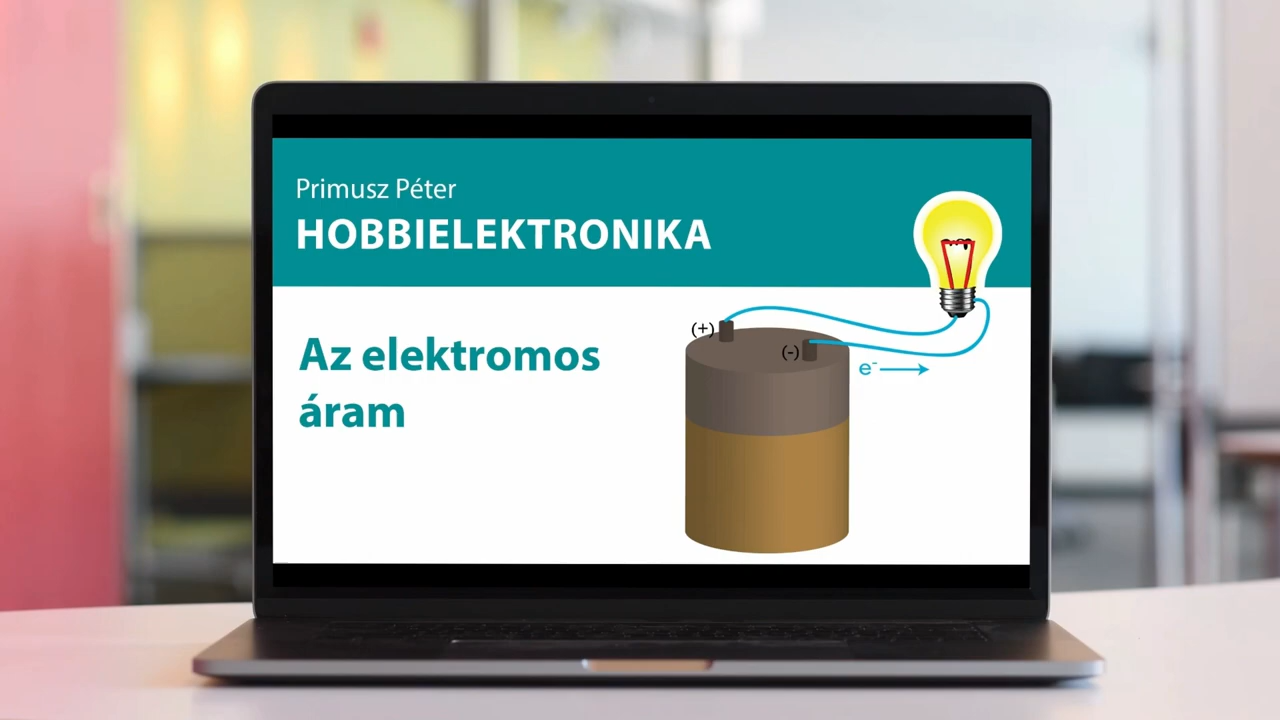 Primusz Péter
HOBBIELEKTRONIKA
Az elektromos
áram
(+)
(-)
e⁻